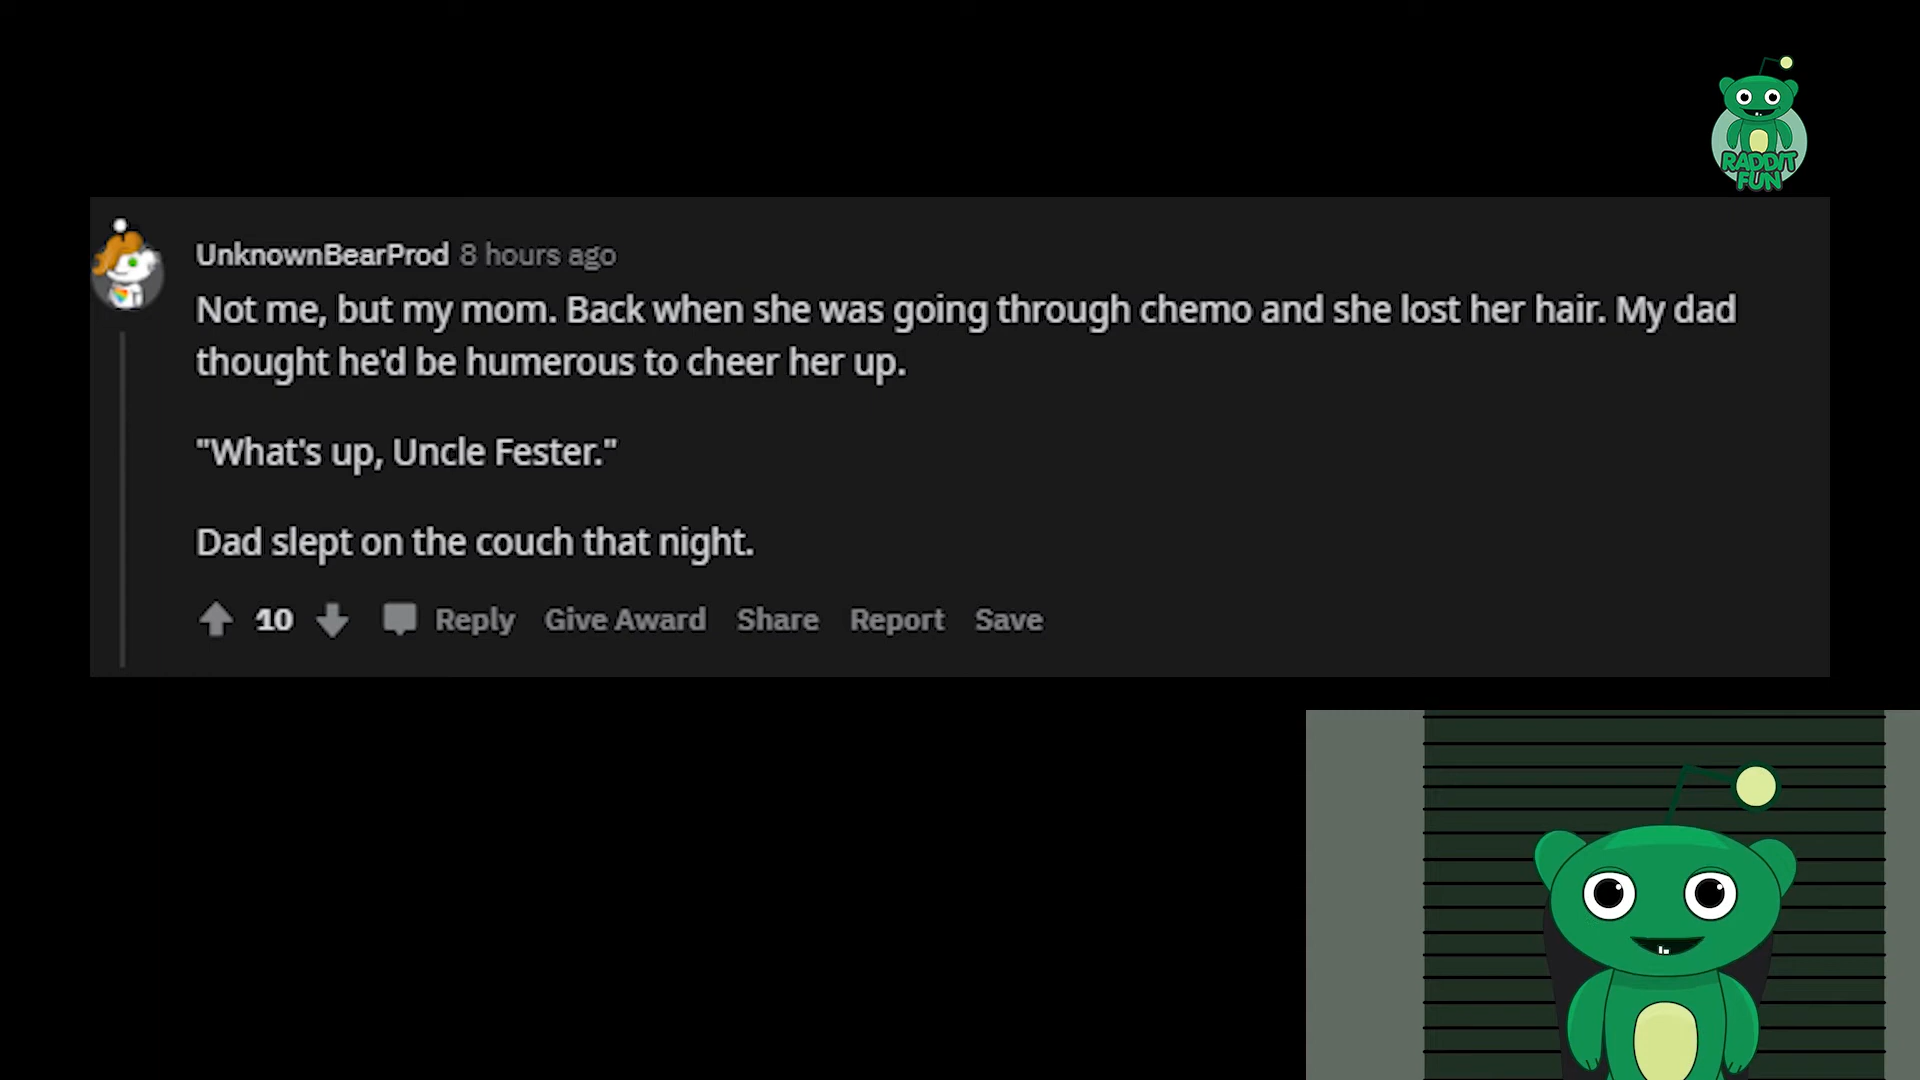 RADDIT
FUN
UnknownBearProd 8 hours ago
Not me, but my mom. Back when she was going through chemo and she lost her hair. My dad
thought he'd be humerous to cheer her up.
"What's up, Uncle Fester."
Dad slept on the couch that night.
10 Reply Give Award Share Report Save